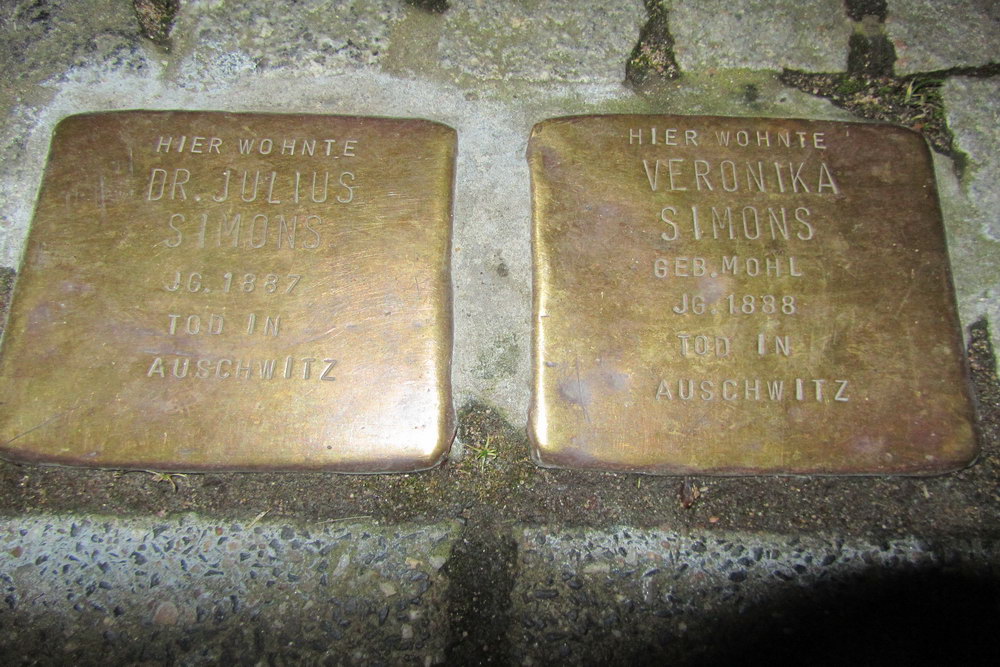 HIER WOHNTE
DR. JULIUS
SIMONS
JG. 1887
TOD IN
AUSCHWITZ
HIER WOHNTE
VERONIKA
SIMONS
GEB. MOHL
JG. 1888
TOD IN
AUSCHWITZ